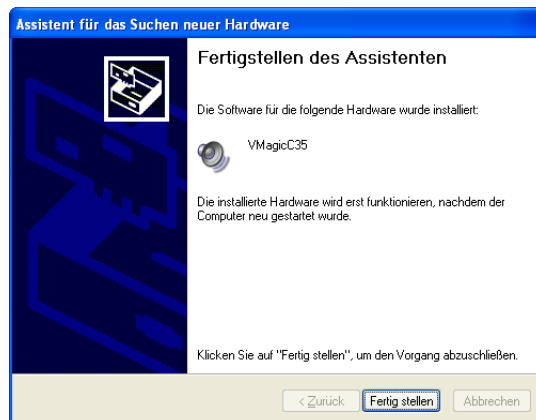 Assistent für das Suchen neuer Hardware
Fertigstellen des Assistenten
Die Software für die folgende Hardware wurde installiert:
VMagicC35
Die installierte Hardware wird erst funktionieren, nachdem der
Computer neu gestartet wurde.
Klicken Sie auf "Fertig stellen", um den Vorgang abzuschließen.
< Zurück Fertig stellen Abbrechen